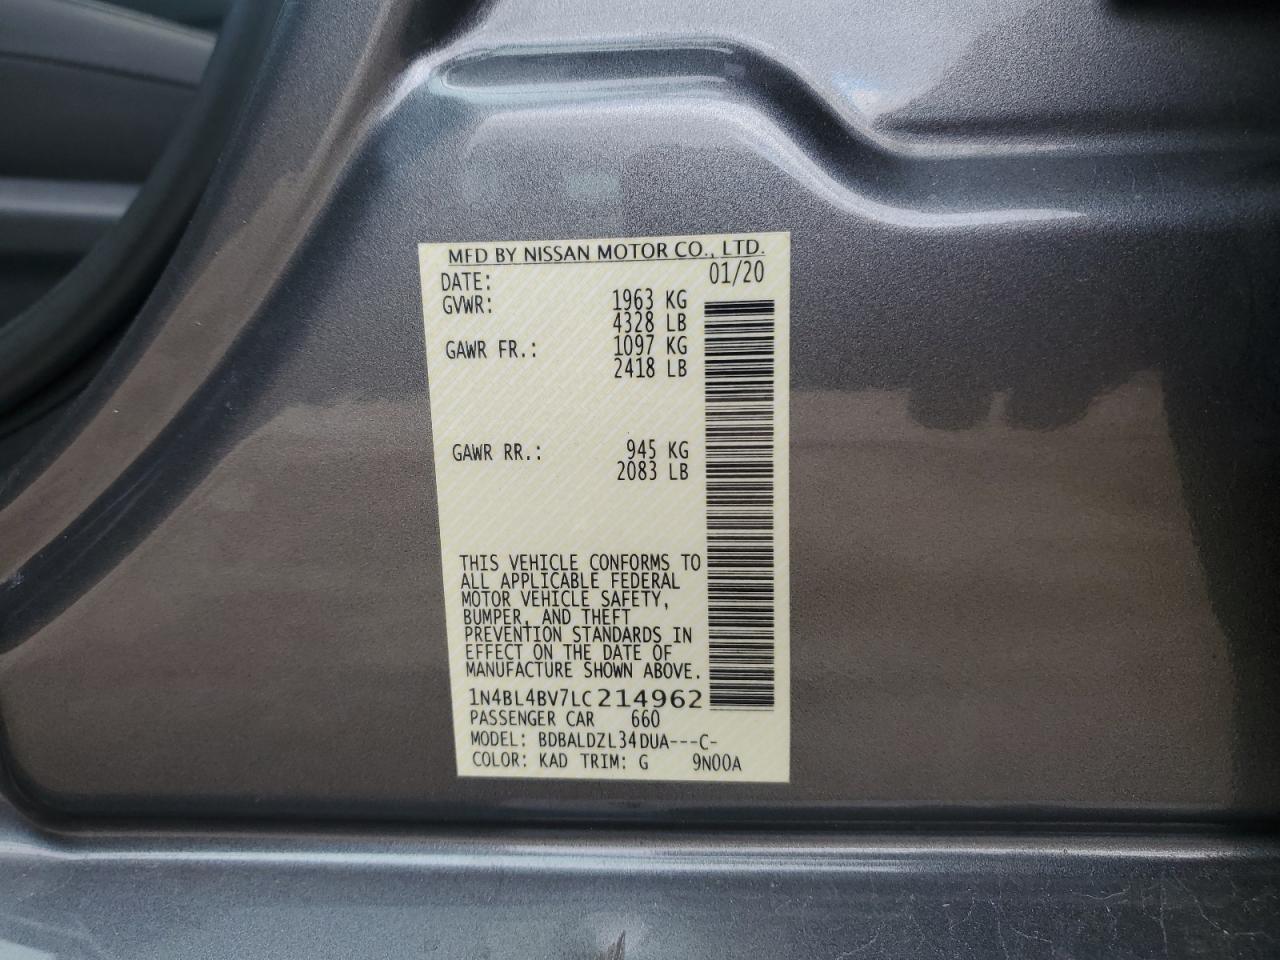 MFD BY NISSAN MOTOR CO., LTD.
DATE: 01/20
GVWR: 1963 KG
4328 LB
GAWR FR.: 1097 KG
2418 LB
GAWR RR.: 945 KG
2083 LB
THIS VEHICLE CONFORMS TO
ALL APPLICABLE FEDERAL
MOTOR VEHICLE SAFETY,
BUMPER, AND THEFT
PREVENTION STANDARDS IN
EFFECT ON THE DATE OF
MANUFACTURE SHOWN ABOVE.
1N4BL4BV7LC214962
PASSENGER CAR 660
MODEL: BDBALDZL34DUA---C-
COLOR: KAD TRIM: G 9N00A